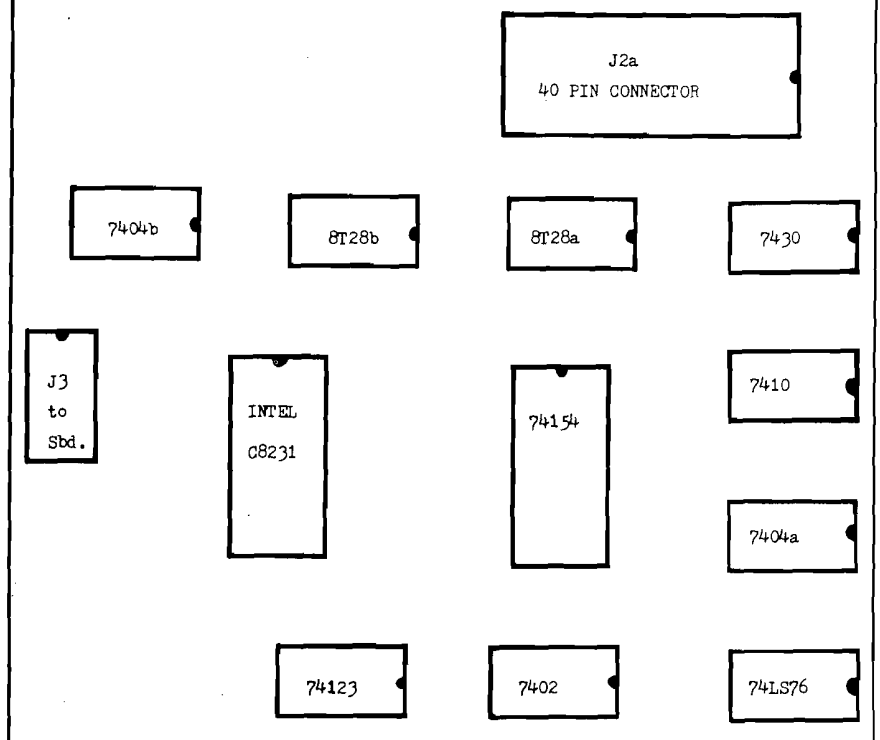 J2a
40 PIN CONNECTOR
7404b
8T28b
8T28a
7430
J3
to
Sbd.
INTEL
C8231
74154
7410
7404a
74123
7402
74LS76